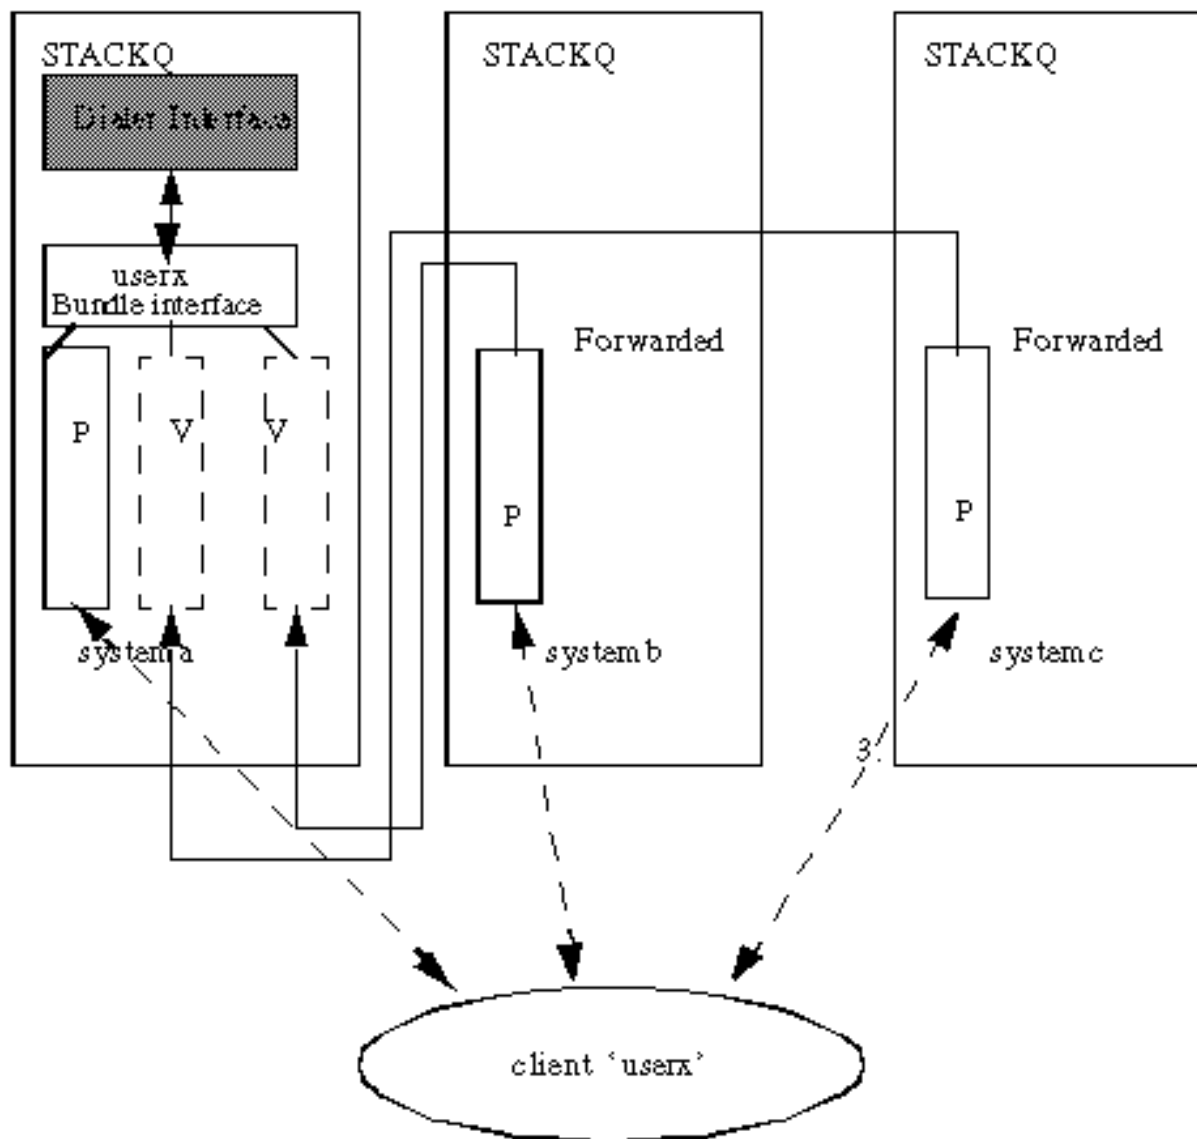 STACKQ
STACKQ
STACKQ
Dialer Interface
userx
Bundle interface
Forwarded
Forwarded
P
V
V
P
P
system a
system b
system c
3.
client ‘userx’